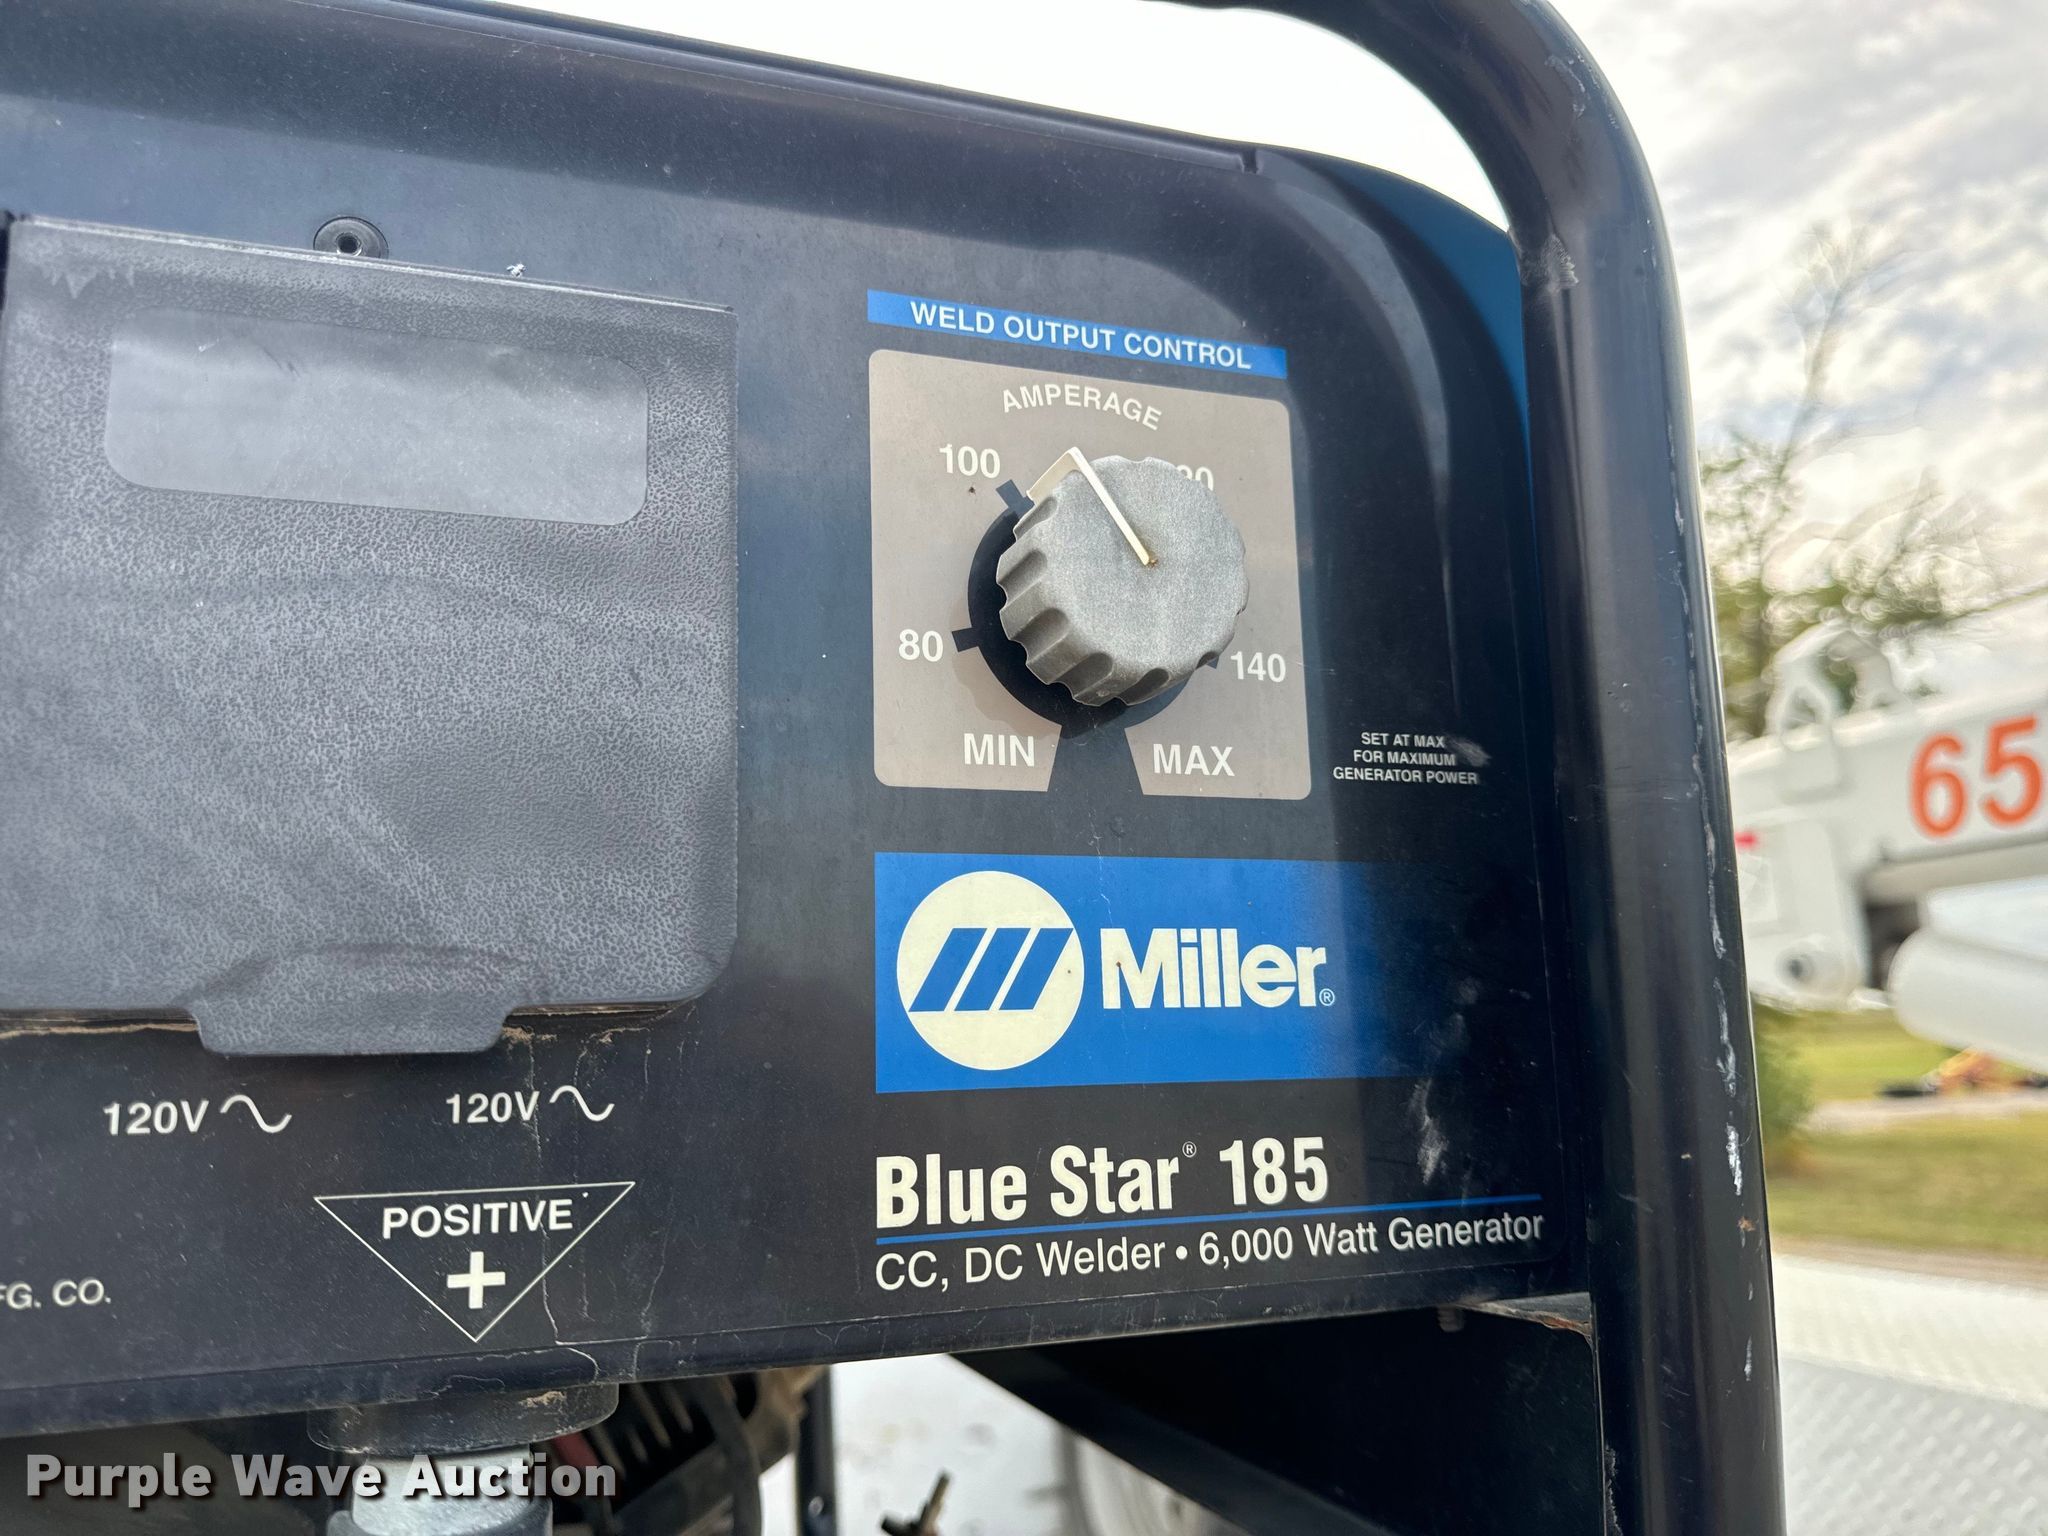 WELD OUTPUT CONTROL
AMPERAGE
100
80
140
MIN
MAX
SET AT MAX
FOR MAXIMUM
GENERATOR POWER
65
Miller®
120V
120V
Blue Star® 185
CC, DC Welder • 6,000 Watt Generator
POSITIVE
+
CO.
Purple Wave Auction